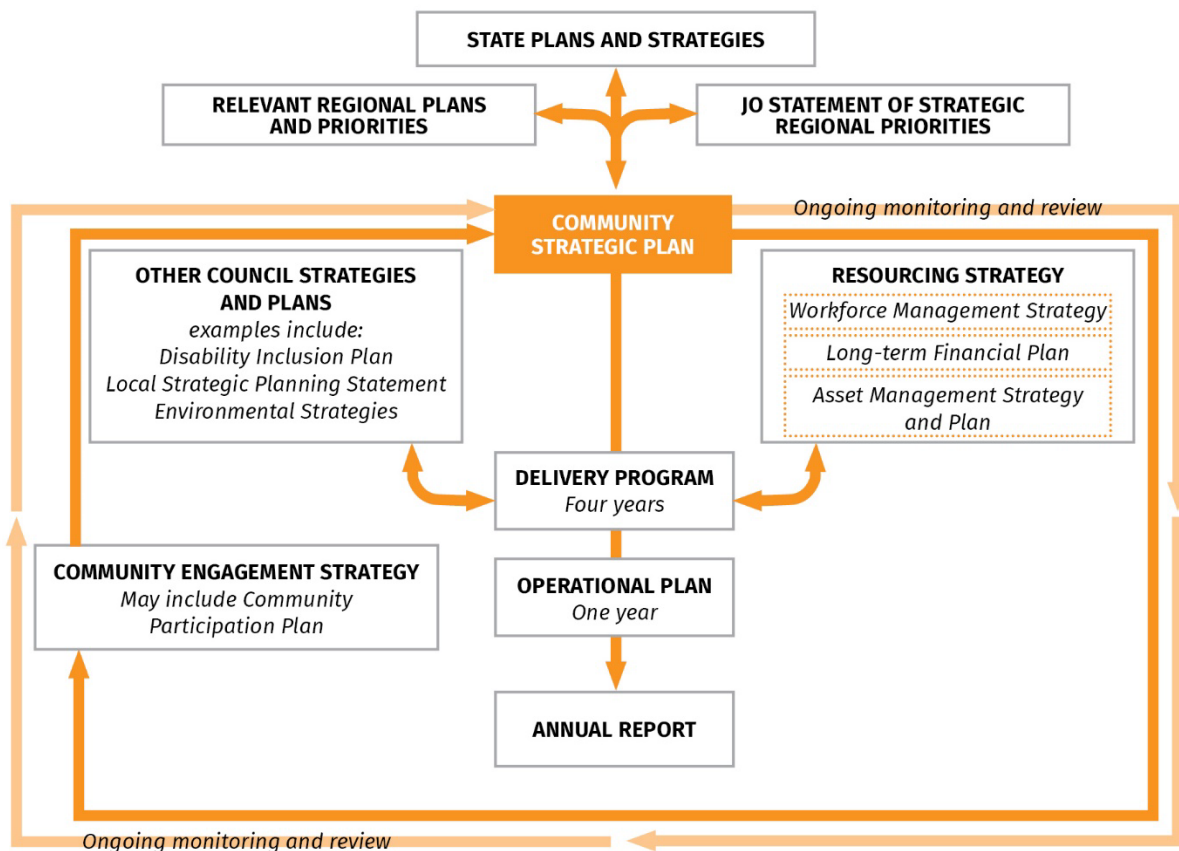 STATE PLANS AND STRATEGIES
RELEVANT REGIONAL PLANS
AND PRIORITIES
JO STATEMENT OF STRATEGIC
REGIONAL PRIORITIES
COMMUNITY
STRATEGIC PLAN
Ongoing monitoring and review
OTHER COUNCIL STRATEGIES
AND PLANS
examples include:
Disability Inclusion Plan
Local Strategic Planning Statement
Environmental Strategies
RESOURCING STRATEGY
Workforce Management Strategy
Long-term Financial Plan
Asset Management Strategy
and Plan
DELIVERY PROGRAM
Four years
COMMUNITY ENGAGEMENT STRATEGY
May include Community
Participation Plan
OPERATIONAL PLAN
One year
ANNUAL REPORT
Ongoing monitoring and review